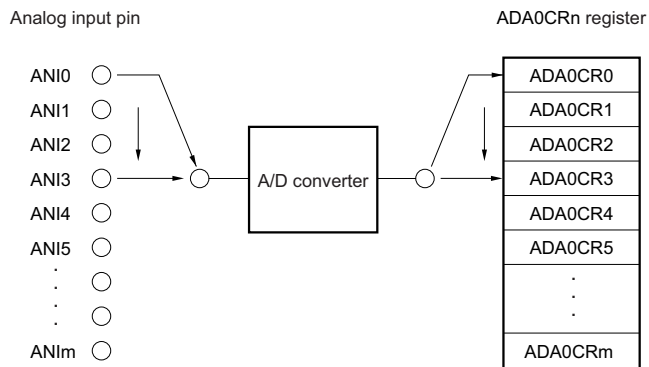 Analog input pin
ADA0CRn register
ANI0
ANI1
ANI2
ANI3
ANI4
ANI5
.
.
.
.
ANIm
A/D converter
ADA0CR0
ADA0CR1
ADA0CR2
ADA0CR3
ADA0CR4
ADA0CR5
.
.
.
ADA0CRm